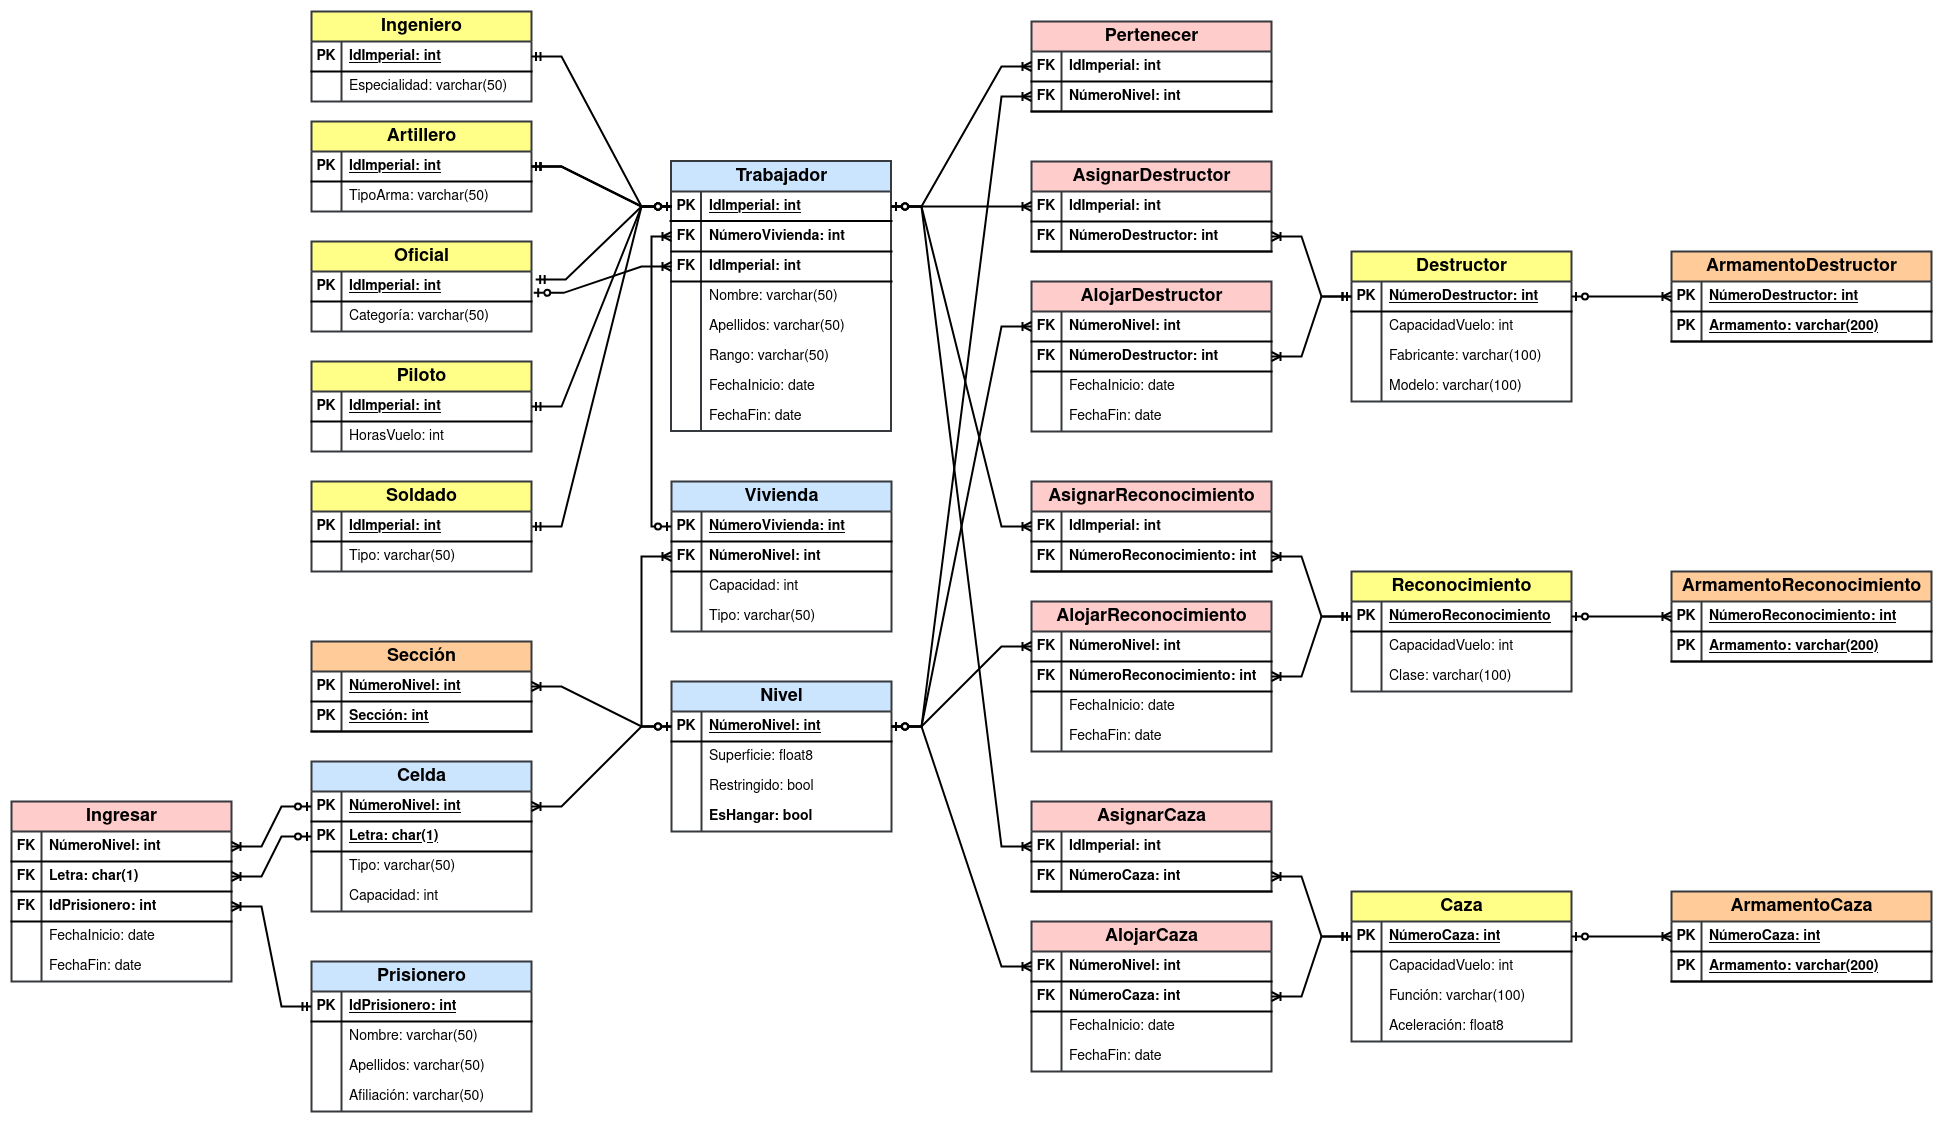 Ingeniero
PK IdImperial: int
Especialidad: varchar(50)
Artillero
PK IdImperial: int
TipoArma: varchar(50)
Oficial
PK IdImperial: int
Categoría: varchar(50)
Piloto
PK IdImperial: int
HorasVuelo: int
Soldado
PK IdImperial: int
Tipo: varchar(50)
Sección
PK NúmeroNivel: int
PK Sección: int
Celda
PK NúmeroNivel: int
PK Letra: char(1)
Tipo: varchar(50)
Capacidad: int
Ingresar
FK NúmeroNivel: int
FK Letra: char(1)
FK IdPrisionero: int
FechaInicio: date
FechaFin: date
Prisionero
PK IdPrisionero: int
Nombre: varchar(50)
Apellidos: varchar(50)
Afiliación: varchar(50)
Trabajador
PK IdImperial: int
FK NúmeroVivienda: int
FK IdImperial: int
Nombre: varchar(50)
Apellidos: varchar(50)
Rango: varchar(50)
FechaInicio: date
FechaFin: date
Vivienda
PK NúmeroVivienda: int
FK NúmeroNivel: int
Capacidad: int
Tipo: varchar(50)
Nivel
PK NúmeroNivel: int
Superficie: float8
Restringido: bool
EsHangar: bool
Pertenecer
FK IdImperial: int
FK NúmeroNivel: int
AsignarDestructor
FK IdImperial: int
FK NúmeroDestructor: int
AlojarDestructor
FK NúmeroNivel: int
FK NúmeroDestructor: int
FechaInicio: date
FechaFin: date
AsignarReconocimiento
FK IdImperial: int
FK NúmeroReconocimiento: int
AlojarReconocimiento
FK NúmeroNivel: int
FK NúmeroReconocimiento: int
FechaInicio: date
FechaFin: date
AsignarCaza
FK IdImperial: int
FK NúmeroCaza: int
AlojarCaza
FK NúmeroNivel: int
FK NúmeroCaza: int
FechaInicio: date
FechaFin: date
Destructor
PK NúmeroDestructor: int
CapacidadVuelo: int
Fabricante: varchar(100)
Modelo: varchar(100)
Reconocimiento
PK NúmeroReconocimiento
CapacidadVuelo: int
Clase: varchar(100)
Caza
PK NúmeroCaza: int
CapacidadVuelo: int
Función: varchar(100)
Aceleración: float8
ArmamentoDestructor
PK NúmeroDestructor: int
PK Armamento: varchar(200)
ArmamentoReconocimiento
PK NúmeroReconocimiento: int
PK Armamento: varchar(200)
ArmamentoCaza
PK NúmeroCaza: int
PK Armamento: varchar(200)